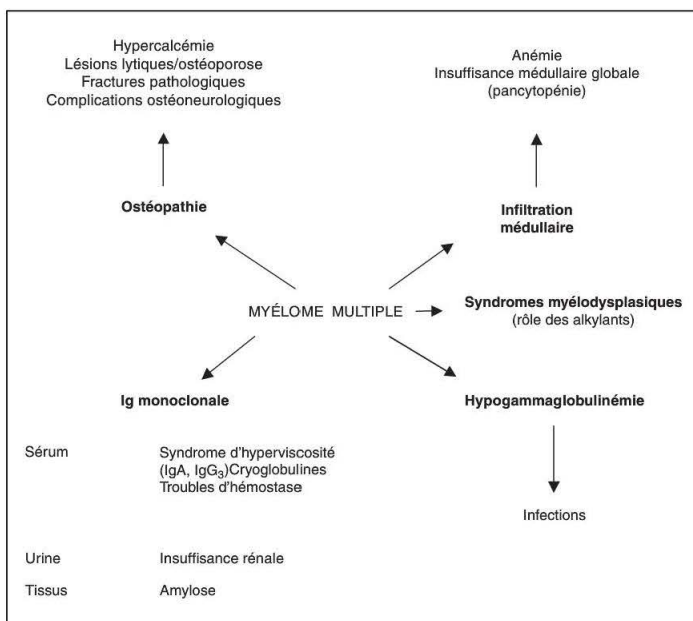 Hypercalcémie
Lésions lytiques/ostéoporose
Fractures pathologiques
Complications ostéoneurologiques
Anémie
Insuffisance médullaire globale
(pancytopénie)
Ostéopathie
Infiltration
médullaire
MYÉLOME MULTIPLE
Syndromes myélodysplasiques
(rôle des alkylants)
Ig monoclonale
Hypogammaglobulinémie
Sérum
Syndrome d'hyperviscosité
(IgA, IgG3)Cryoglobulines
Troubles d'hémostase
Infections
Urine
Insuffisance rénale
Tissus
Amylose